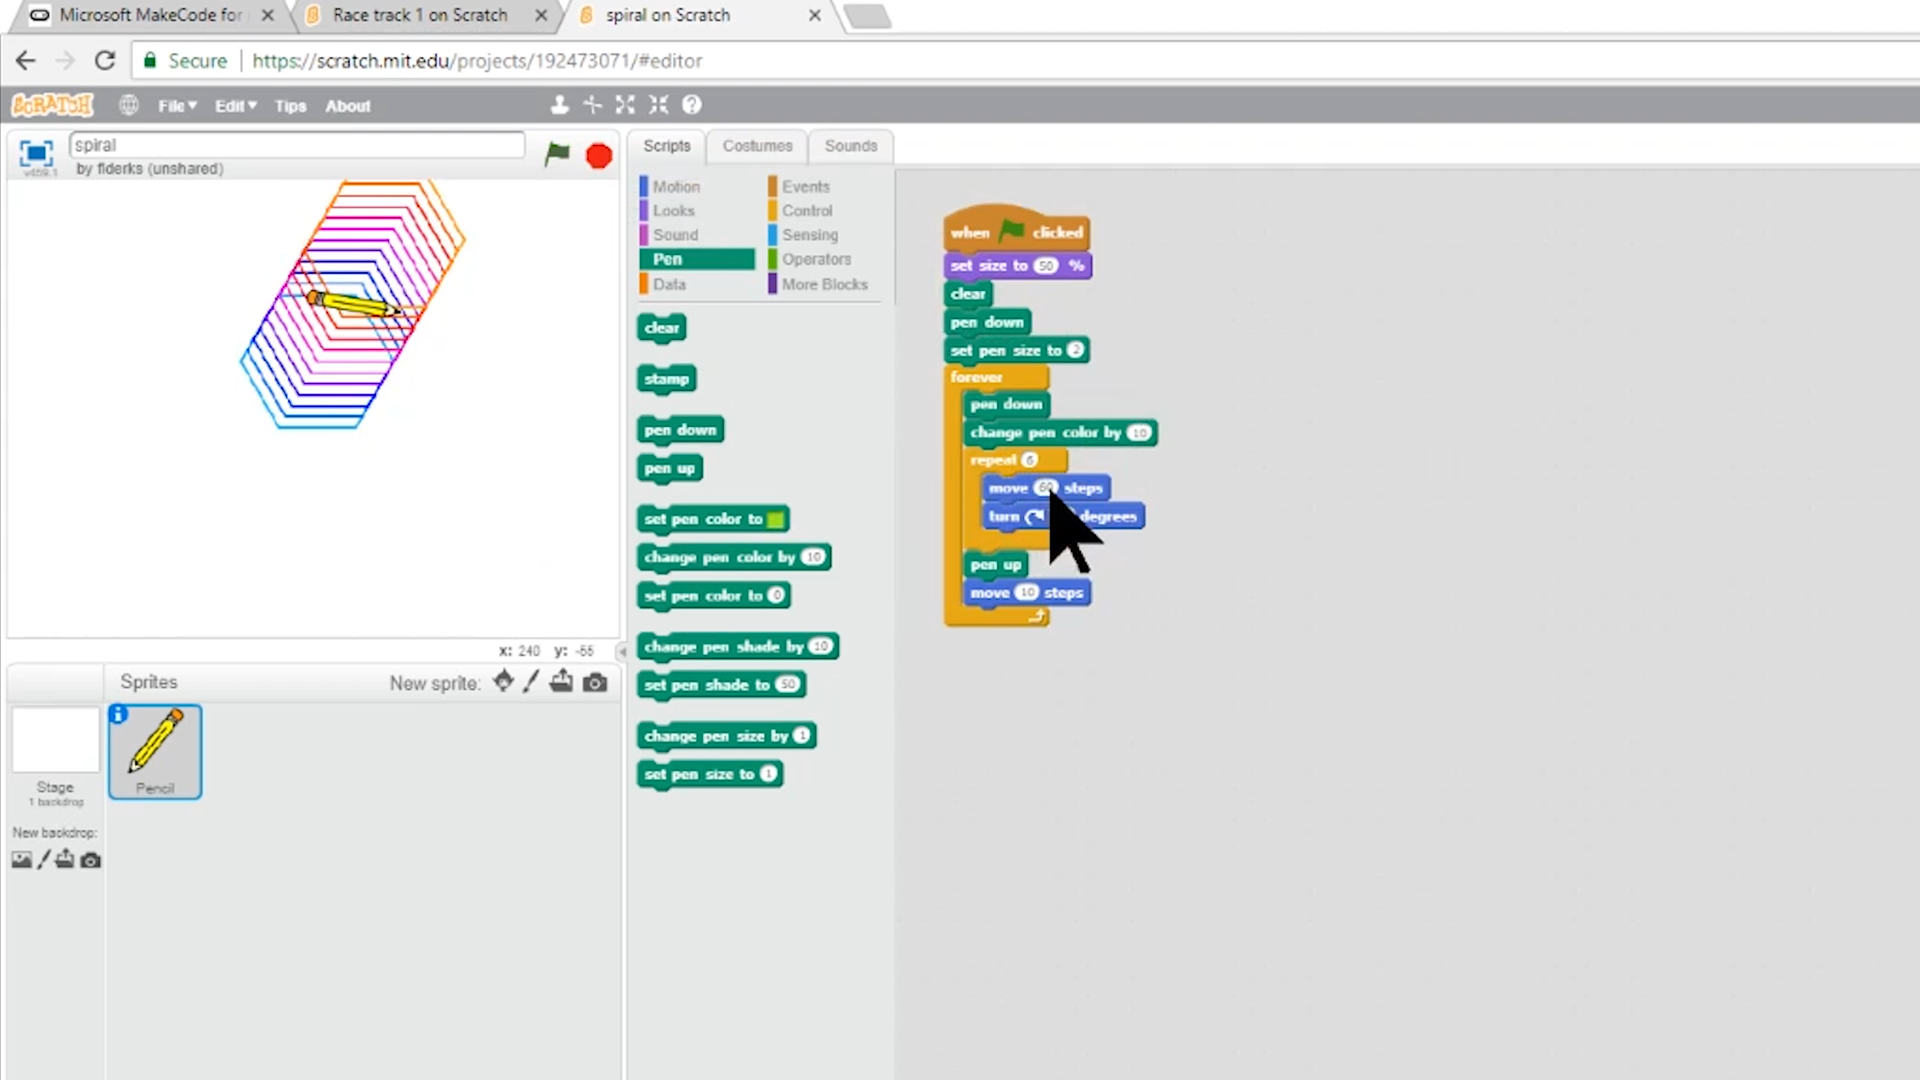 Microsoft MakeCode for
Race track 1 on Scratch
spiral on Scratch
Secure
https://scratch.mit.edu/projects/192473071/#editor
SCRATCH
File
Edit
Tips
About
spiral
v459.1
by flderks (unshared)
Scripts
Costumes
Sounds
Motion
Events
Looks
Control
Sound
Sensing
Pen
Operators
Data
More Blocks
clear
stamp
pen down
pen up
set pen color to
change pen color by 10
set pen color to 0
change pen shade by 10
set pen shade to 50
change pen size by 1
set pen size to 1
when clicked
set size to 50 %
clear
pen down
set pen size to 2
forever
pen down
change pen color by 10
repeat 6
move 60 steps
turn degrees
pen up
move 10 steps
x: 240 y: -55
Sprites
New sprite:
Stage
1 backdrop
New backdrop:
Pencil